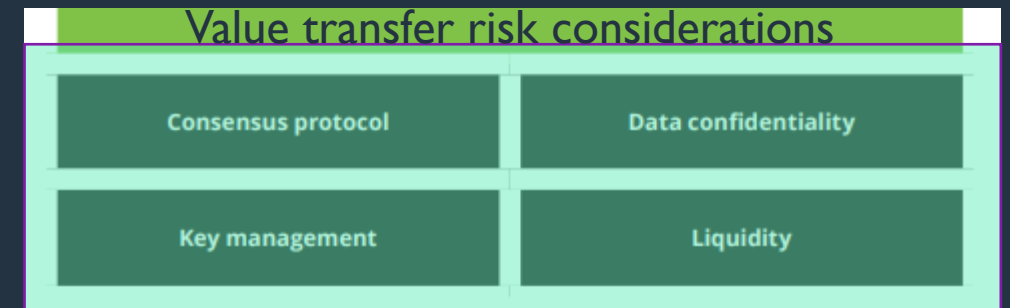 Value transfer risk considerations
Consensus protocol
Data confidentiality
Key management
Liquidity